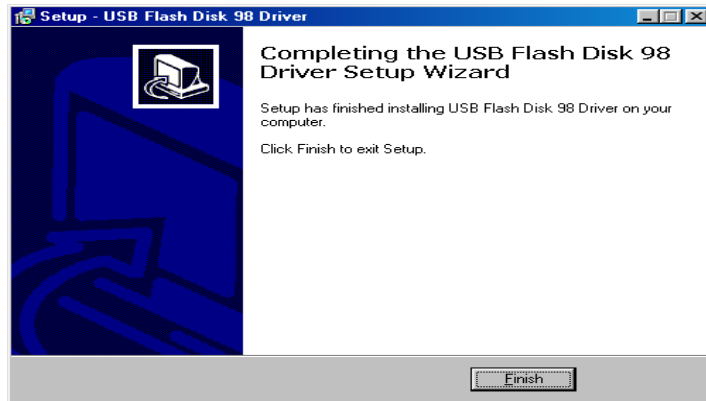 Setup - USB Flash Disk 98 Driver
Completing the USB Flash Disk 98
Driver Setup Wizard
Setup has finished installing USB Flash Disk 98 Driver on your
computer.
Click Finish to exit Setup.
Finish